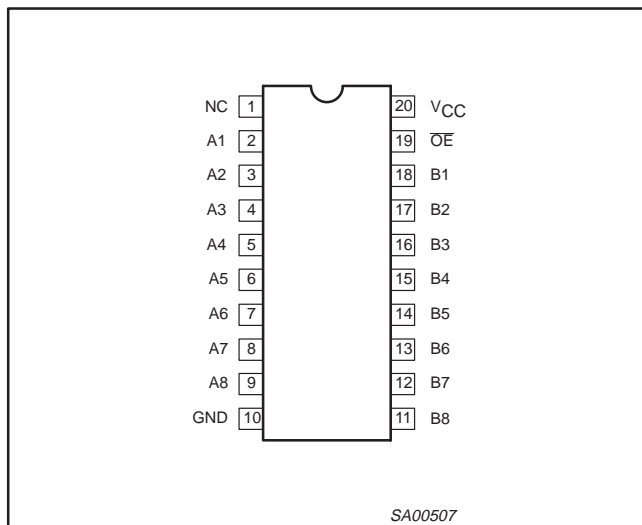 NC 1 20 VCC
A1 2 19 OE
A2 3 18 B1
A3 4 17 B2
A4 5 16 B3
A5 6 15 B4
A6 7 14 B5
A7 8 13 B6
A8 9 12 B7
GND 10 11 B8
SA00507